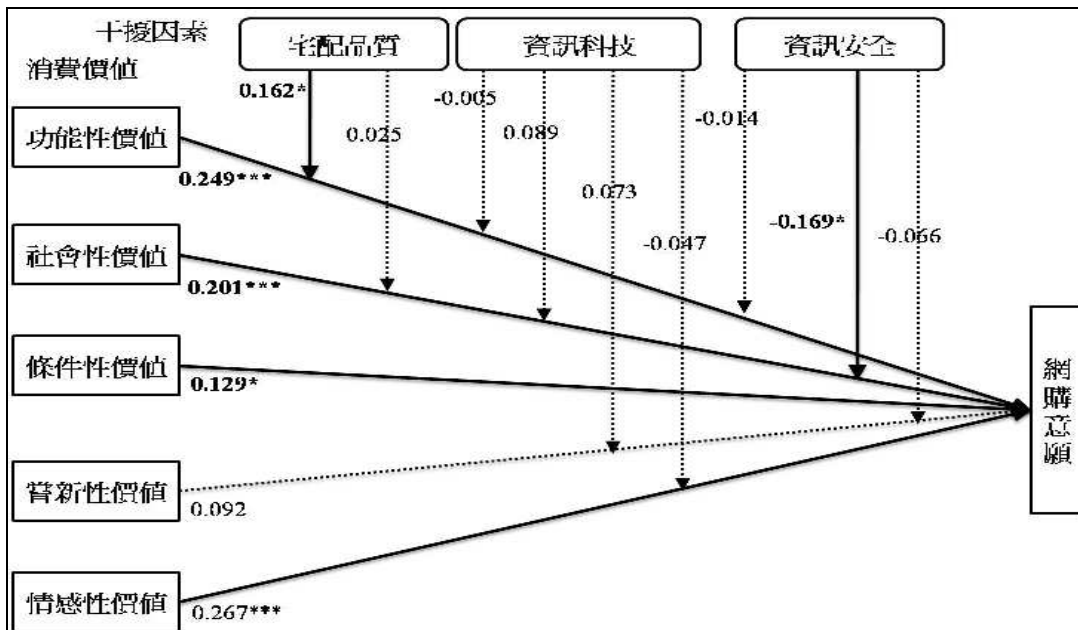 干擾因素
宅配品質
資訊科技
資訊安全
消費價值
0.162*
-0.005
0.025
0.089
-0.014
功能性價值
0.249***
0.073
-0.169*
-0.066
-0.047
社會性價值
0.201***
條件性價值
0.129*
網購意願
嘗新性價值
0.092
情感性價值
0.267***